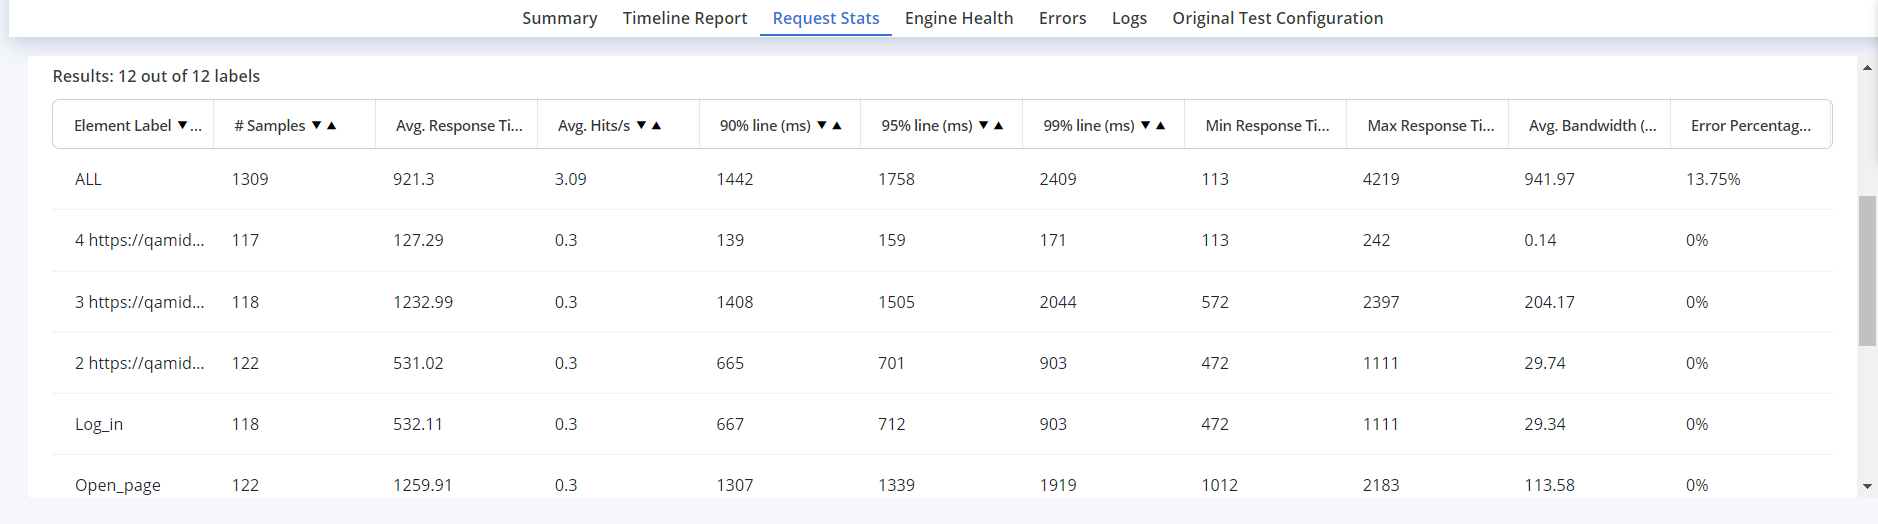 Summary Timeline Report Request Stats Engine Health Errors Logs Original Test Configuration
Results: 12 out of 12 labels
Element Label ▼... # Samples ▼▲ Avg. Response Ti... Avg. Hits/s ▼▲ 90% line (ms) ▼▲ 95% line (ms) ▼▲ 99% line (ms) ▼▲ Min Response Ti... Max Response Ti... Avg. Bandwidth (... Error Percentag...
ALL 1309 921.3 3.09 1442 1758 2409 113 4219 941.97 13.75%
4 https://qamid... 117 127.29 0.3 139 159 171 113 242 0.14 0%
3 https://qamid... 118 1232.99 0.3 1408 1505 2044 572 2397 204.17 0%
2 https://qamid... 122 531.02 0.3 665 701 903 472 1111 29.74 0%
Log_in 118 532.11 0.3 667 712 903 472 1111 29.34 0%
Open_page 122 1259.91 0.3 1307 1339 1919 1012 2183 113.58 0%